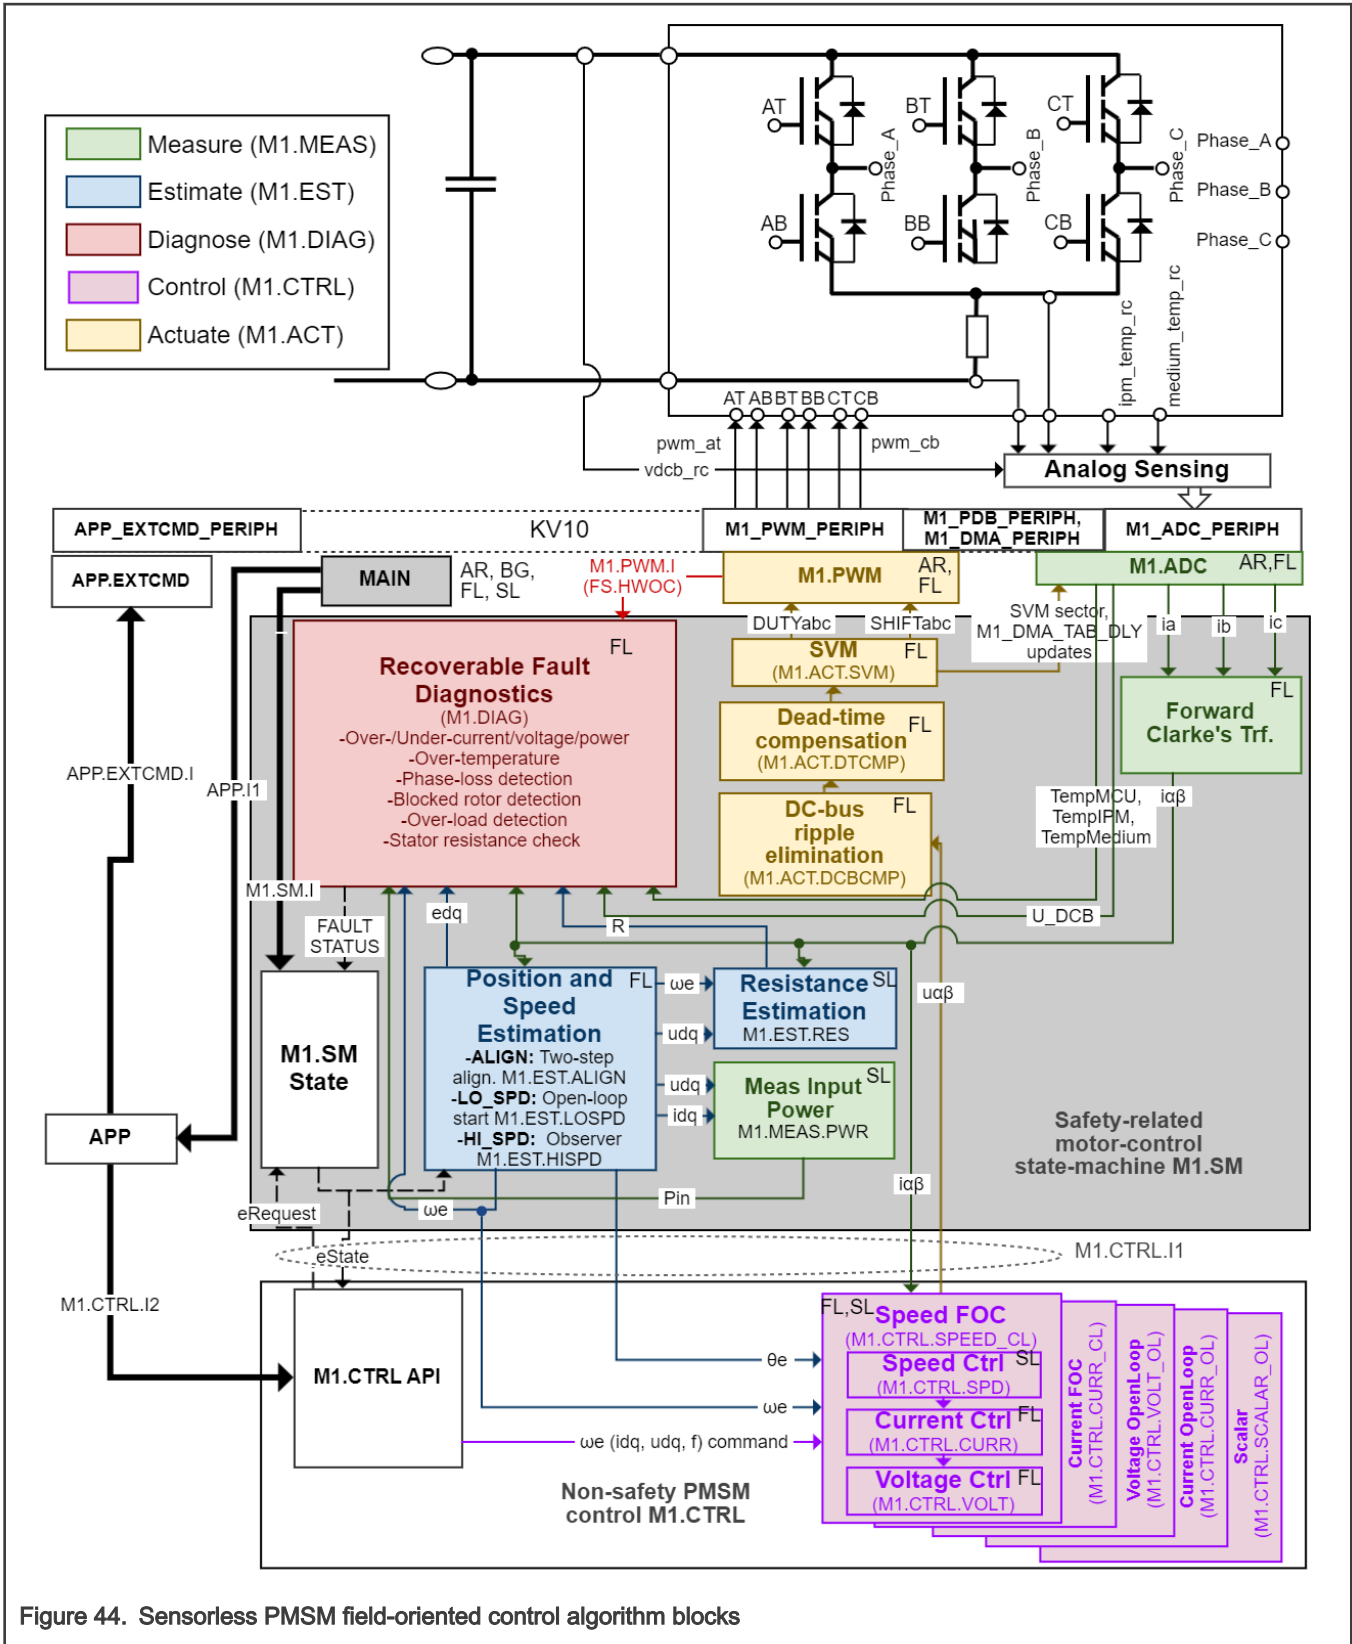 AT
BT
CT
Phase_A
Phase_B
Phase_C
Phase_A
Phase_B
Phase_C
AB
BB
CB
Measure (M1.MEAS)
Estimate (M1.EST)
Diagnose (M1.DIAG)
Control (M1.CTRL)
Actuate (M1.ACT)
ipm_temp_rc
medium_temp_rc
AT AB BT BB CT CB
pwm_at
pwm_cb
vdcb_rc
Analog Sensing
APP_EXTCMD_PERIPH
KV10
M1_PWM_PERIPH
M1_PDB_PERIPH,
M1_DMA_PERIPH
M1_ADC_PERIPH
APP.EXTCMD
MAIN
AR, BG,
FL, SL
M1.PWM.I
(FS.HWOC)
M1.PWM
AR,
FL
M1.ADC
AR,FL
DUTYabc
SHIFTabc
SVM sector,
M1_DMA_TAB_DLY
updates
ia
ib
ic
Recoverable Fault
Diagnostics
FL
(M1.DIAG)
-Over-/Under-current/voltage/power
-Over-temperature
-Phase-loss detection
-Blocked rotor detection
-Over-load detection
-Stator resistance check
SVM
FL
(M1.ACT.SVM)
Dead-time
compensation
FL
(M1.ACT.DTCMP)
DC-bus
ripple
elimination
FL
(M1.ACT.DCBCMP)
FL
Forward
Clarke's Trf.
TempMCU,
TempIPM,
TempMedium
iαβ
APP.EXTCMD.I
APP.I1
M1.SM.I
FAULT
STATUS
edq
R
U_DCB
Position and
Speed
Estimation
FL
-ALIGN: Two-step
align. M1.EST.ALIGN
-LO_SPD: Open-loop
start M1.EST.LOSPD
-HI_SPD: Observer
M1.EST.HISPD
ωe
udq
Resistance
Estimation
SL
M1.EST.RES
uαβ
M1.SM
State
udq
idq
Meas Input
Power
SL
M1.MEAS.PWR
APP
Safety-related
motor-control
state-machine M1.SM
eRequest
ωe
Pin
iαβ
eState
M1.CTRL.I1
M1.CTRL.I2
M1.CTRL API
FL,SL
Speed FOC
(M1.CTRL.SPEED_CL)
Speed Ctrl
SL
(M1.CTRL.SPD)
Current Ctrl
FL
(M1.CTRL.CURR)
Voltage Ctrl
FL
(M1.CTRL.VOLT)
Current FOC
(M1.CTRL.CURR_CL)
Voltage OpenLoop
(M1.CTRL.VOLT_OL)
Current OpenLoop
(M1.CTRL.CURR_OL)
Scalar
(M1.CTRL.SCALAR_OL)
θe
ωe
ωe (idq, udq, f) command
Non-safety PMSM
control M1.CTRL
Figure 44. Sensorless PMSM field-oriented control algorithm blocks